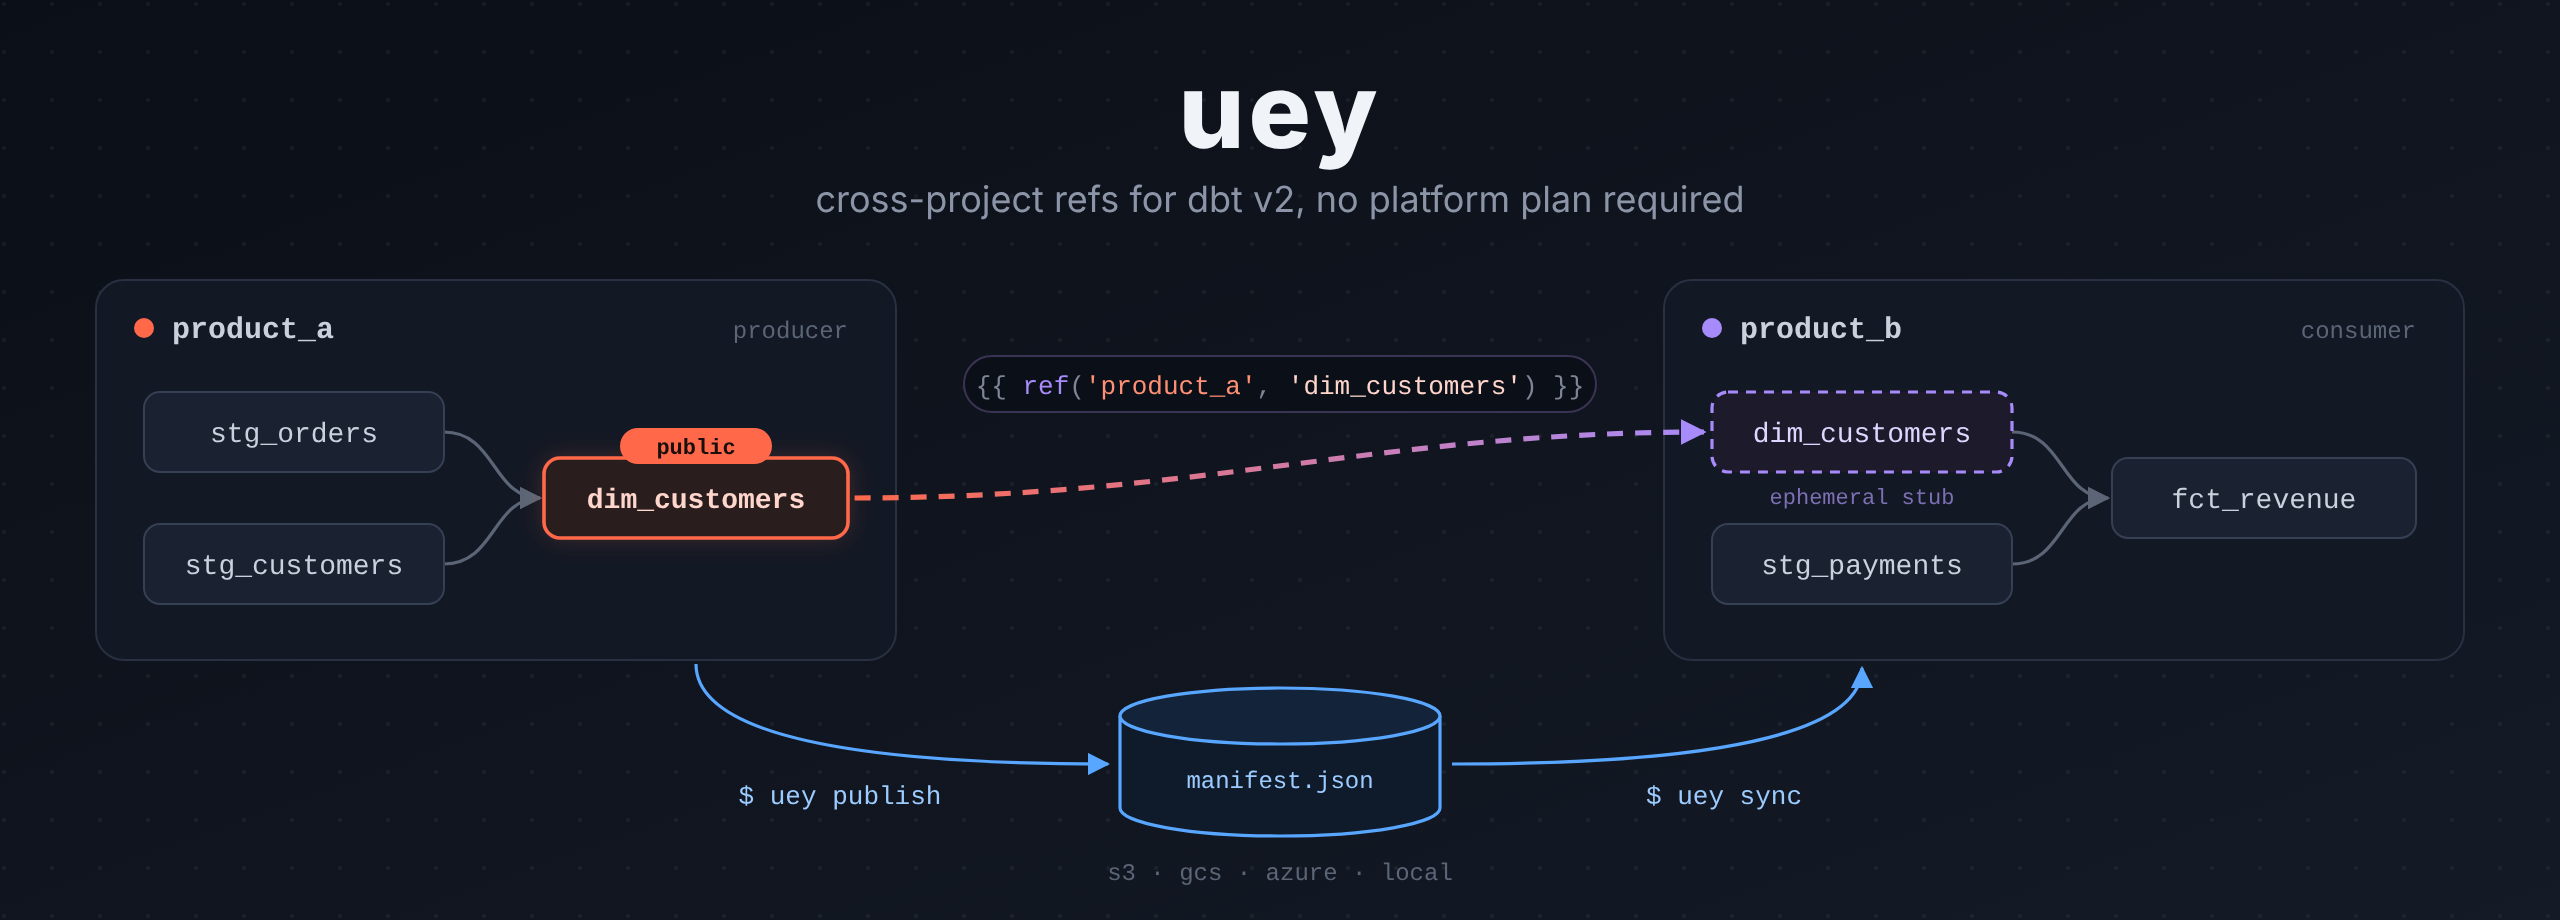 uey
cross-project refs for dbt v2, no platform plan required
product_a
producer
stg_orders
stg_customers
public
dim_customers
{{ ref('product_a', 'dim_customers') }}
product_b
consumer
dim_customers
ephemeral stub
stg_payments
fct_revenue
$ uey publish
manifest.json
$ uey sync
s3 · gcs · azure · local